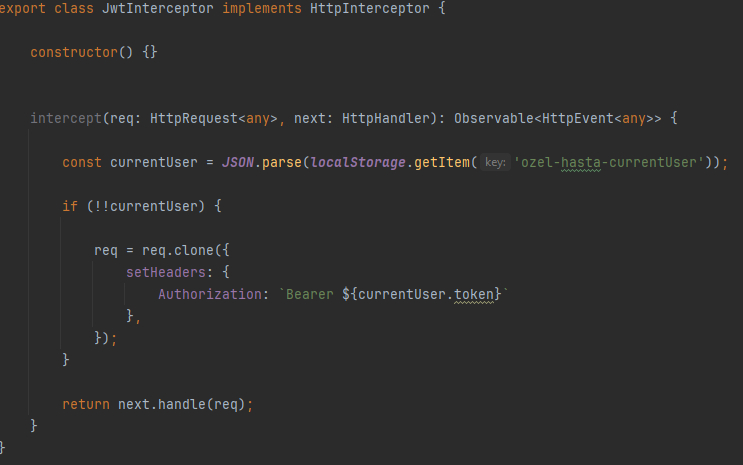 export class JwtInterceptor implements HttpInterceptor {
constructor() {}
intercept(req: HttpRequest<any>, next: HttpHandler): Observable<HttpEvent<any>> {
const currentUser = JSON.parse(localStorage.getItem( key: 'ozel-hasta-currentUser'));
if (!!currentUser) {
req = req.clone({
setHeaders: {
Authorization: `Bearer ${currentUser.token}`
},
});
}
return next.handle(req);
}
}